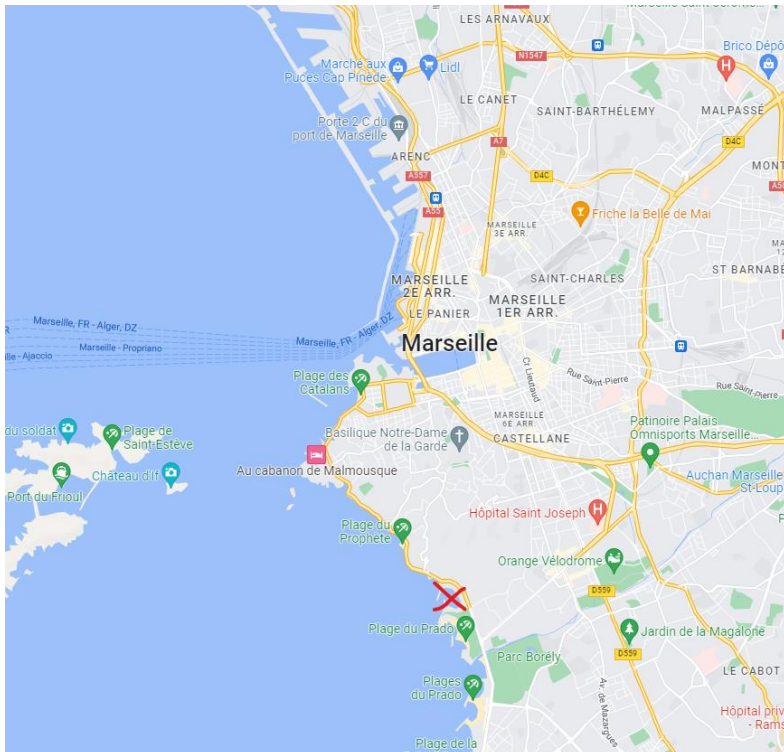 LES ARNAVAUX
N1547
Brico Dépô
Marché aux
Puces Cap Pinède
Lidl
H
LE CANET
SAINT-BARTHÉLEMY
MALPASSÉ
Porte 2 C du
port de Marseille
ARENC
A7
D4C
D4C
MONT
A557
A55
MARSEILLE
3E ARR.
Friche la Belle de Mai
MARSEILLE
2E ARR.
SAINT-CHARLES
ST BARNABÉ
LE PANIER
MARSEILLE
1ER ARR.
Marseille, FR - Alger, DZ
Marseille, FR - Alger, DZ
Marseille - Propriano
lle - Ajaccio
Marseille
Cr Lieutaud
Rue Saint-Pierre
Rue Saint-Pierre
Plage des
Catalans
MARSEILLE
6E ARR.
CASTELLANE
Basilique Notre-Dame
de la Garde
Patinoire Palais
Omnisports Marseille...
du soldat
Plage de
Saint-Estève
Château d'If
Port du Frioul
Au cabanon de Malmousque
Auchan Marseille
St-Loup
Hôpital Saint Joseph
H
Plage du
Prophète
Orange Vélodrome
D559
Plage du Prado
Jardin de la Magalone
D559
Parc Borély
LE CABOT
Plages
du Prado
Av. de Mazargues
Hôpital priv
- Rams
Plage de la